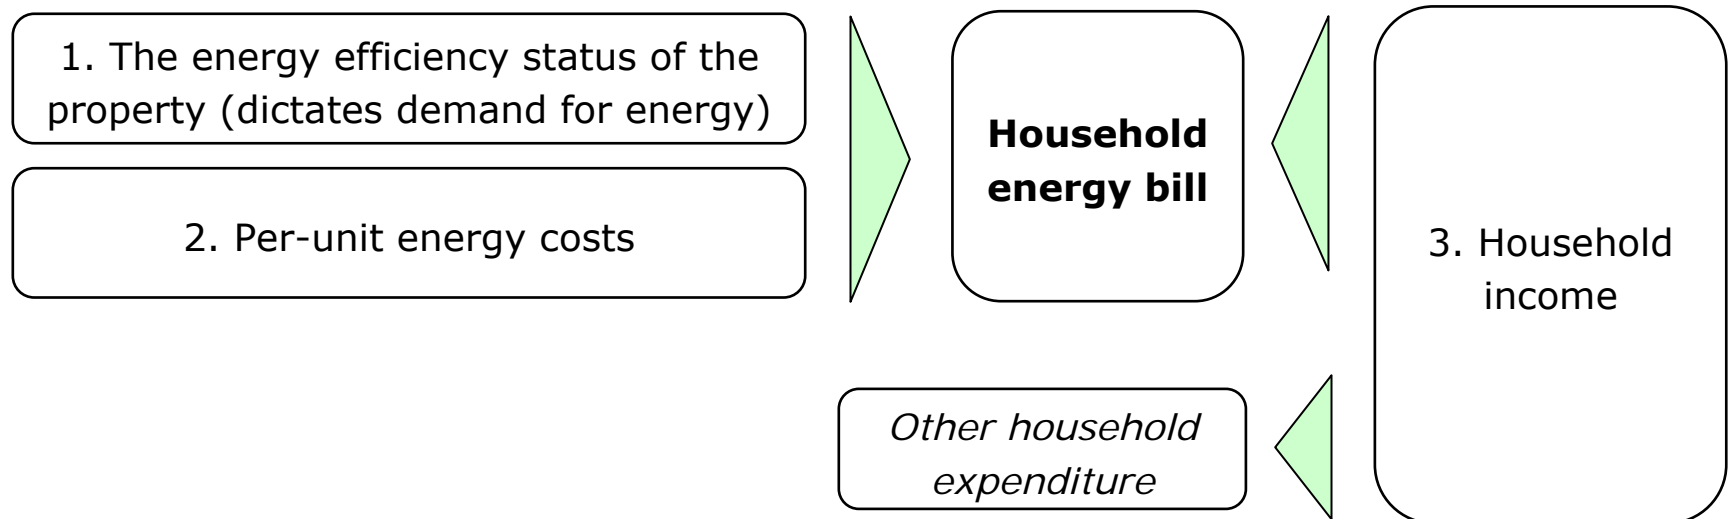 1. The energy efficiency status of the
property (dictates demand for energy)
2. Per-unit energy costs
Household
energy bill
3. Household
income
Other household
expenditure